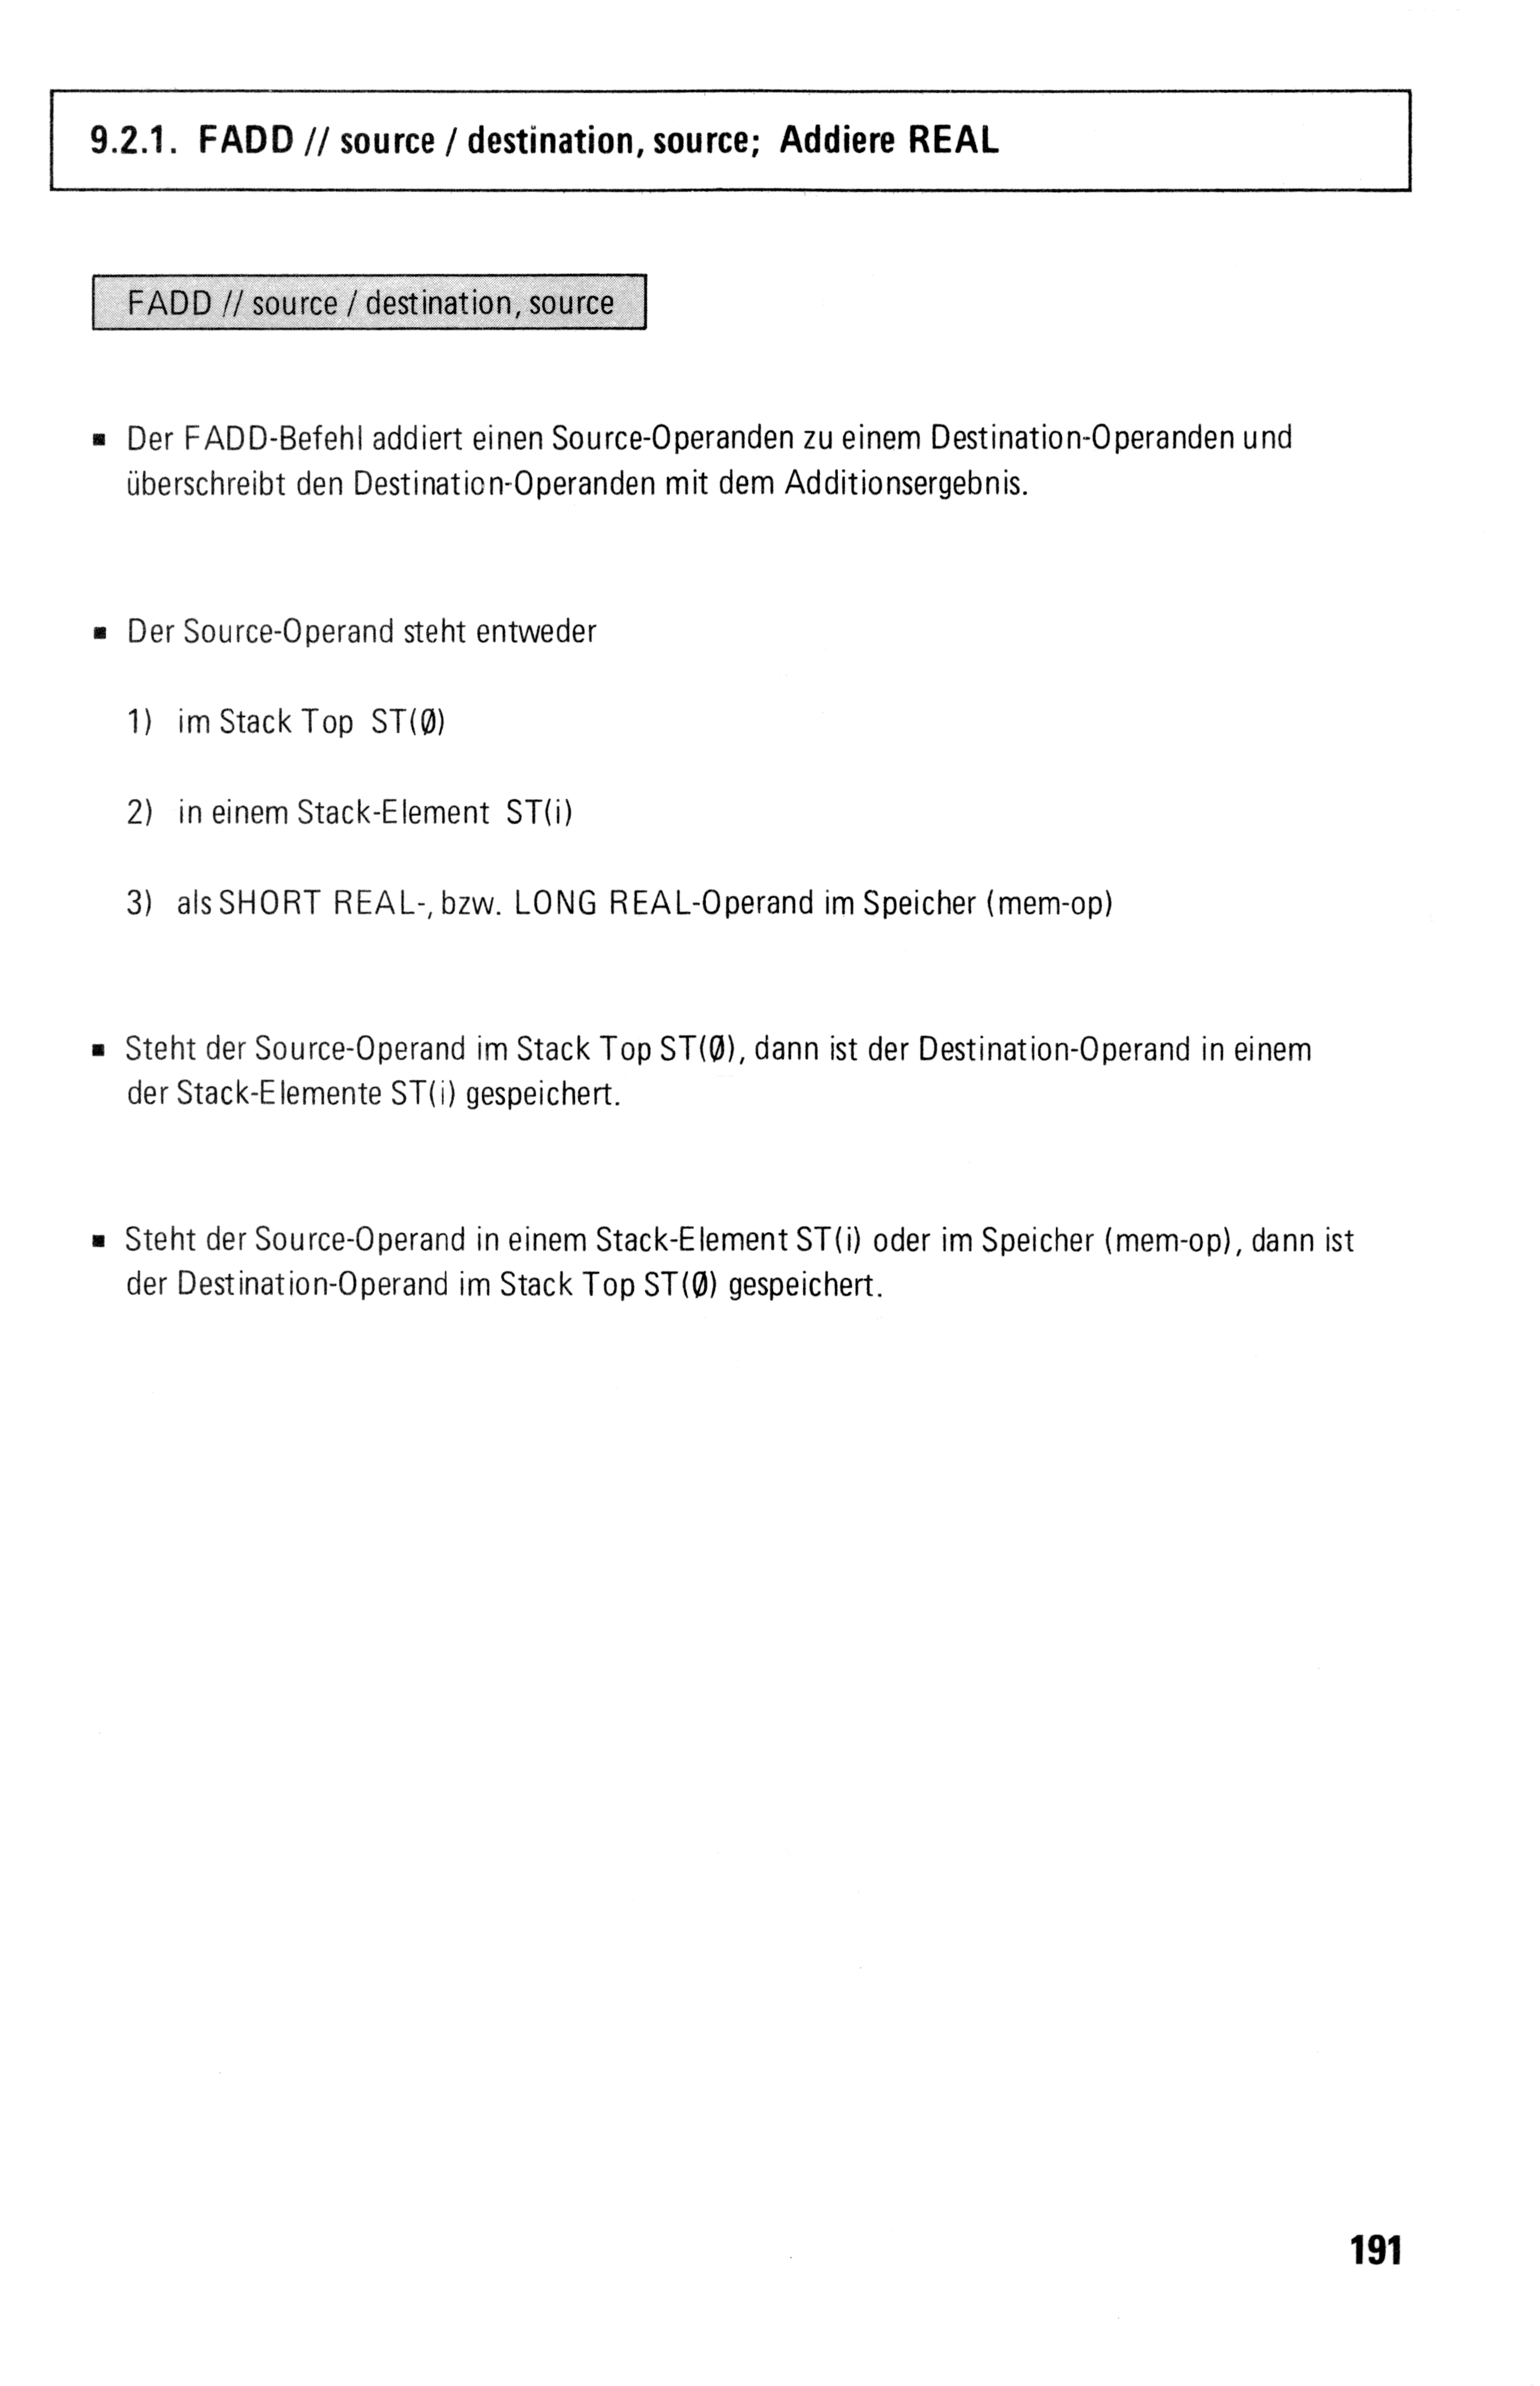 9.2.1. FADD // source / destination, source; Addiere REAL
FADD // source / destination, source
▪ Der FADD-Befehl addiert einen Source-Operanden zu einem Destination-Operanden und
überschreibt den Destination-Operanden mit dem Additionsergebnis.
▪ Der Source-Operand steht entweder
1) im Stack Top ST(Ø)
2) in einem Stack-Element ST(i)
3) als SHORT REAL-, bzw. LONG REAL-Operand im Speicher (mem-op)
▪ Steht der Source-Operand im Stack Top ST(Ø), dann ist der Destination-Operand in einem
der Stack-Elemente ST(i) gespeichert.
▪ Steht der Source-Operand in einem Stack-Element ST(i) oder im Speicher (mem-op), dann ist
der Destination-Operand im Stack Top ST(Ø) gespeichert.
191